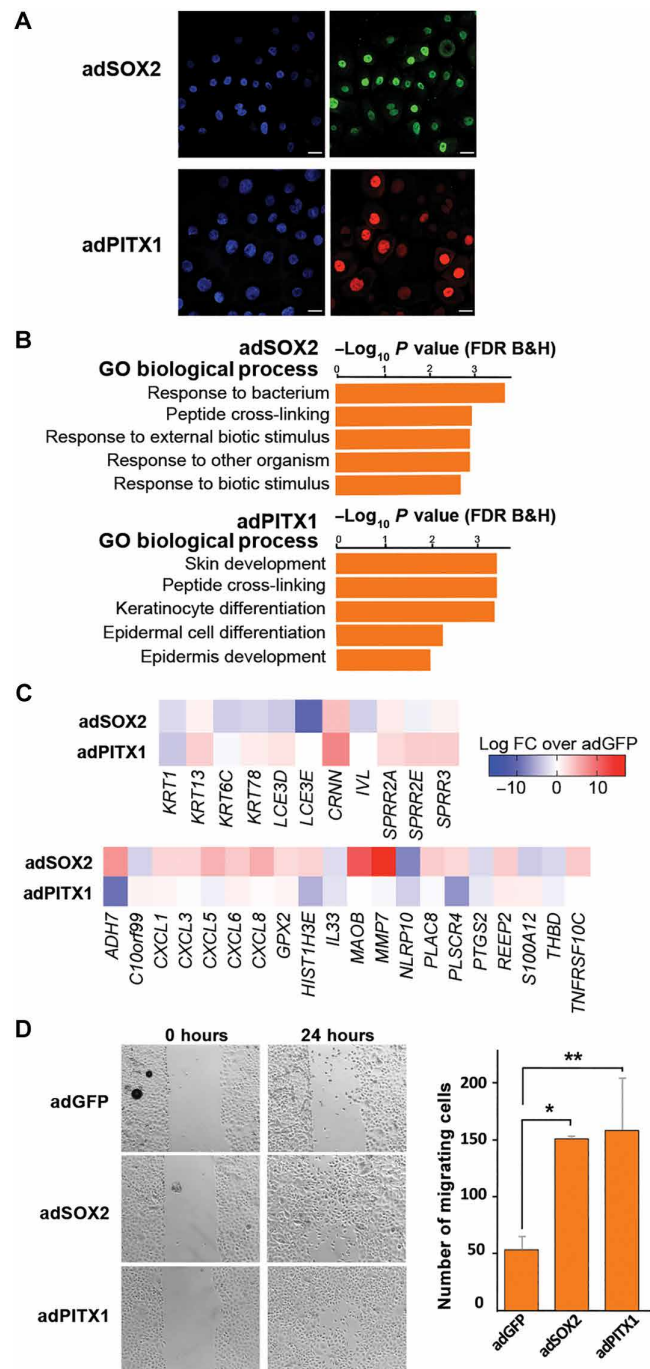 A
adSOX2
adPITX1
B
adSOX2
GO biological process
–Log10 P value (FDR B&H)
0 1 2 3
Response to bacterium
Peptide cross-linking
Response to external biotic stimulus
Response to other organism
Response to biotic stimulus
adPITX1
GO biological process
–Log10 P value (FDR B&H)
0 1 2 3
Skin development
Peptide cross-linking
Keratinocyte differentiation
Epidermal cell differentiation
Epidermis development
C
adSOX2
adPITX1
KRT1 KRT13 KRT6C KRT78 LCE3D LCE3E CRNN IVL SPRR2A SPRR2E SPRR3
Log FC over adGFP
–10 0 10
adSOX2
adPITX1
ADH7 C10orf99 CXCL1 CXCL3 CXCL5 CXCL6 CXCL8 GPX2 HIST1H3E IL33 MAOB MMP7 NLRP10 PLAC8 PLSCR4 PTGS2 REEP2 S100A12 THBD TNFRSF10C
D
0 hours 24 hours
adGFP
adSOX2
adPITX1
Number of migrating cells
200
150
100
50
0
**
*
adGFP adSOX2 adPITX1